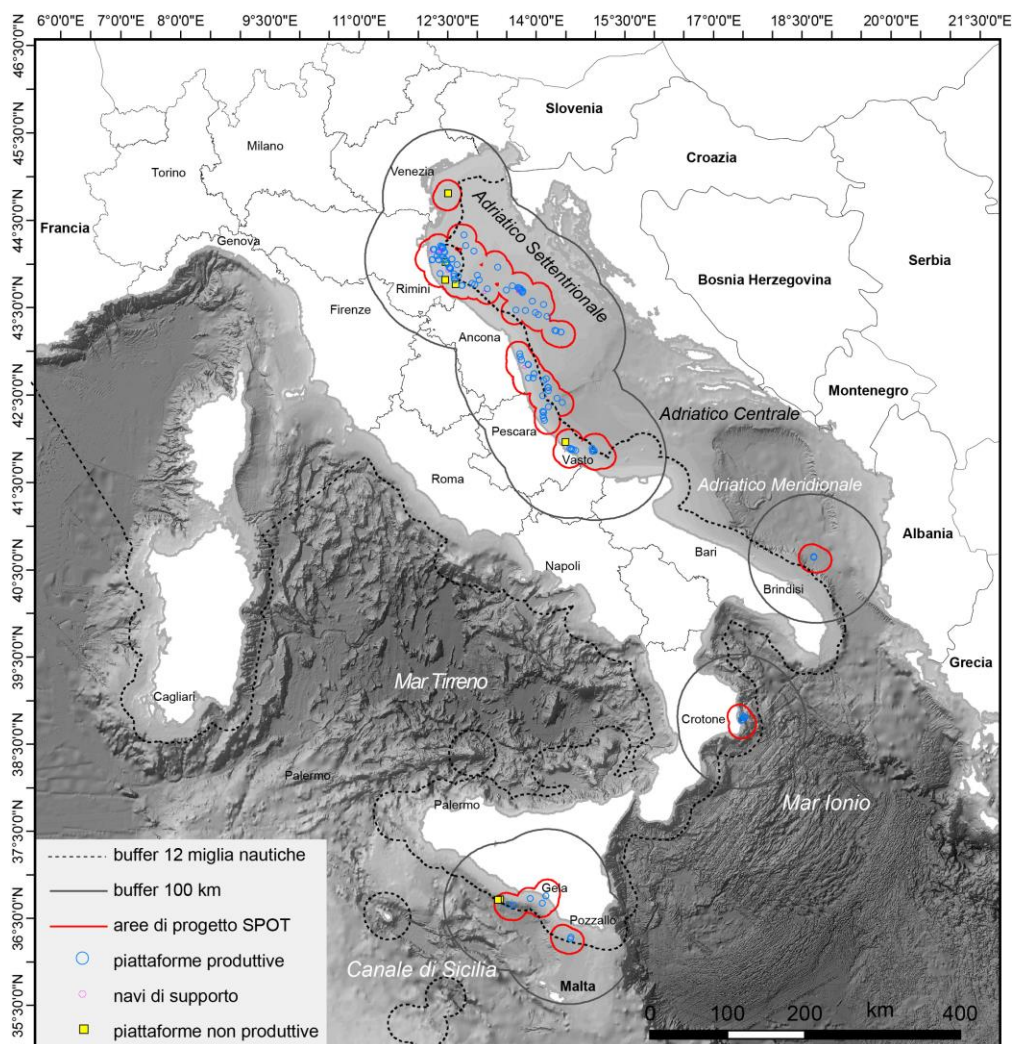 6°0'0"E 7°0'0"E 8°0'0"E 9°30'0"E 11°0'0"E 12°30'0"E 14°0'0"E 15°30'0"E 17°0'0"E 18°30'0"E 20°0'0"E 21°30'0"E
46°30'0"N
45°30'0"N
44°30'0"N
43°30'0"N
42°30'0"N
41°30'0"N
40°30'0"N
39°30'0"N
38°30'0"N
37°30'0"N
36°30'0"N
35°30'0"N
Slovenia
Milano
Croazia
Torino
Venezia
Adriatico Settentrionale
Francia
Genova
Serbia
Bosnia Herzegovina
Rimini
Firenze
Ancona
Montenegro
Adriatico Centrale
Pescara
Vasto
Roma
Adriatico Meridionale
Albania
Bari
Napoli
Brindisi
Grecia
Mar Tirreno
Cagliari
Crotone
Palermo
Mar Ionio
Palermo
Gela
Pozzallo
Canale di Sicilia
Malta
buffer 12 miglia nautiche
buffer 100 km
aree di progetto SPOT
piattaforme produttive
navi di supporto
piattaforme non produttive
km
0 100 200 400